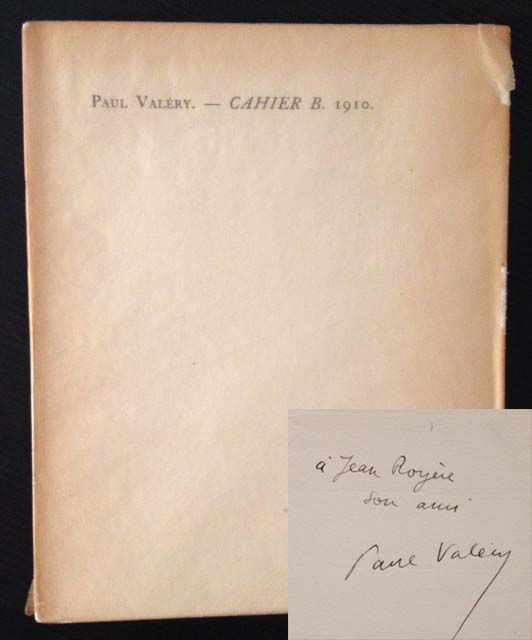 PAUL VALÉRY. — CAHIER B. 1910.
à Jean Royère
son ami
Paul Valéry